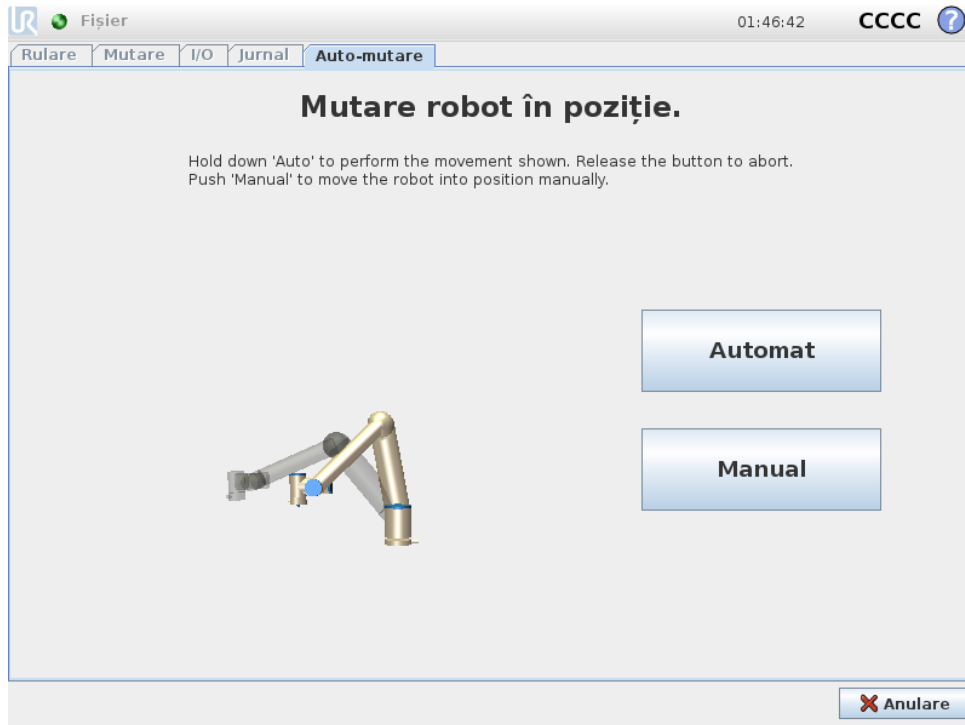 UR Fișier 01:46:42 CCCC ?
Rulare Mutare I/O Jurnal Auto-mutare
Mutare robot în poziție.
Hold down 'Auto' to perform the movement shown. Release the button to abort.
Push 'Manual' to move the robot into position manually.
Automat
Manual
Anulare